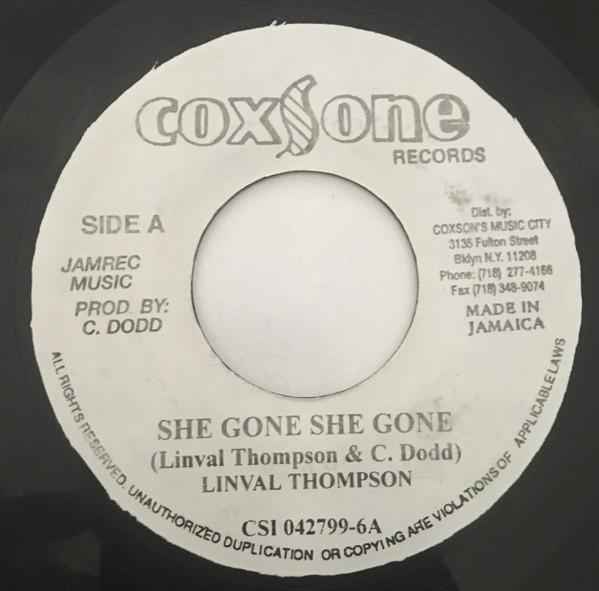 coxsone
RECORDS
SIDE A
JAMREC
MUSIC
PROD. BY:
C. DODD
Dist. by:
COXSON'S MUSIC CITY
3135 Fulton Street
Bklyn N.Y. 11208
Phone: (718) 277-4166
Fax (718) 348-9074
MADE IN
JAMAICA
SHE GONE SHE GONE
(Linval Thompson & C. Dodd)
LINVAL THOMPSON
CSI 042799-6A
ALL RIGHTS RESERVED. UNAUTHORIZED DUPLICATION OR COPYING ARE VIOLATIONS OF APPLICABLE LAWS